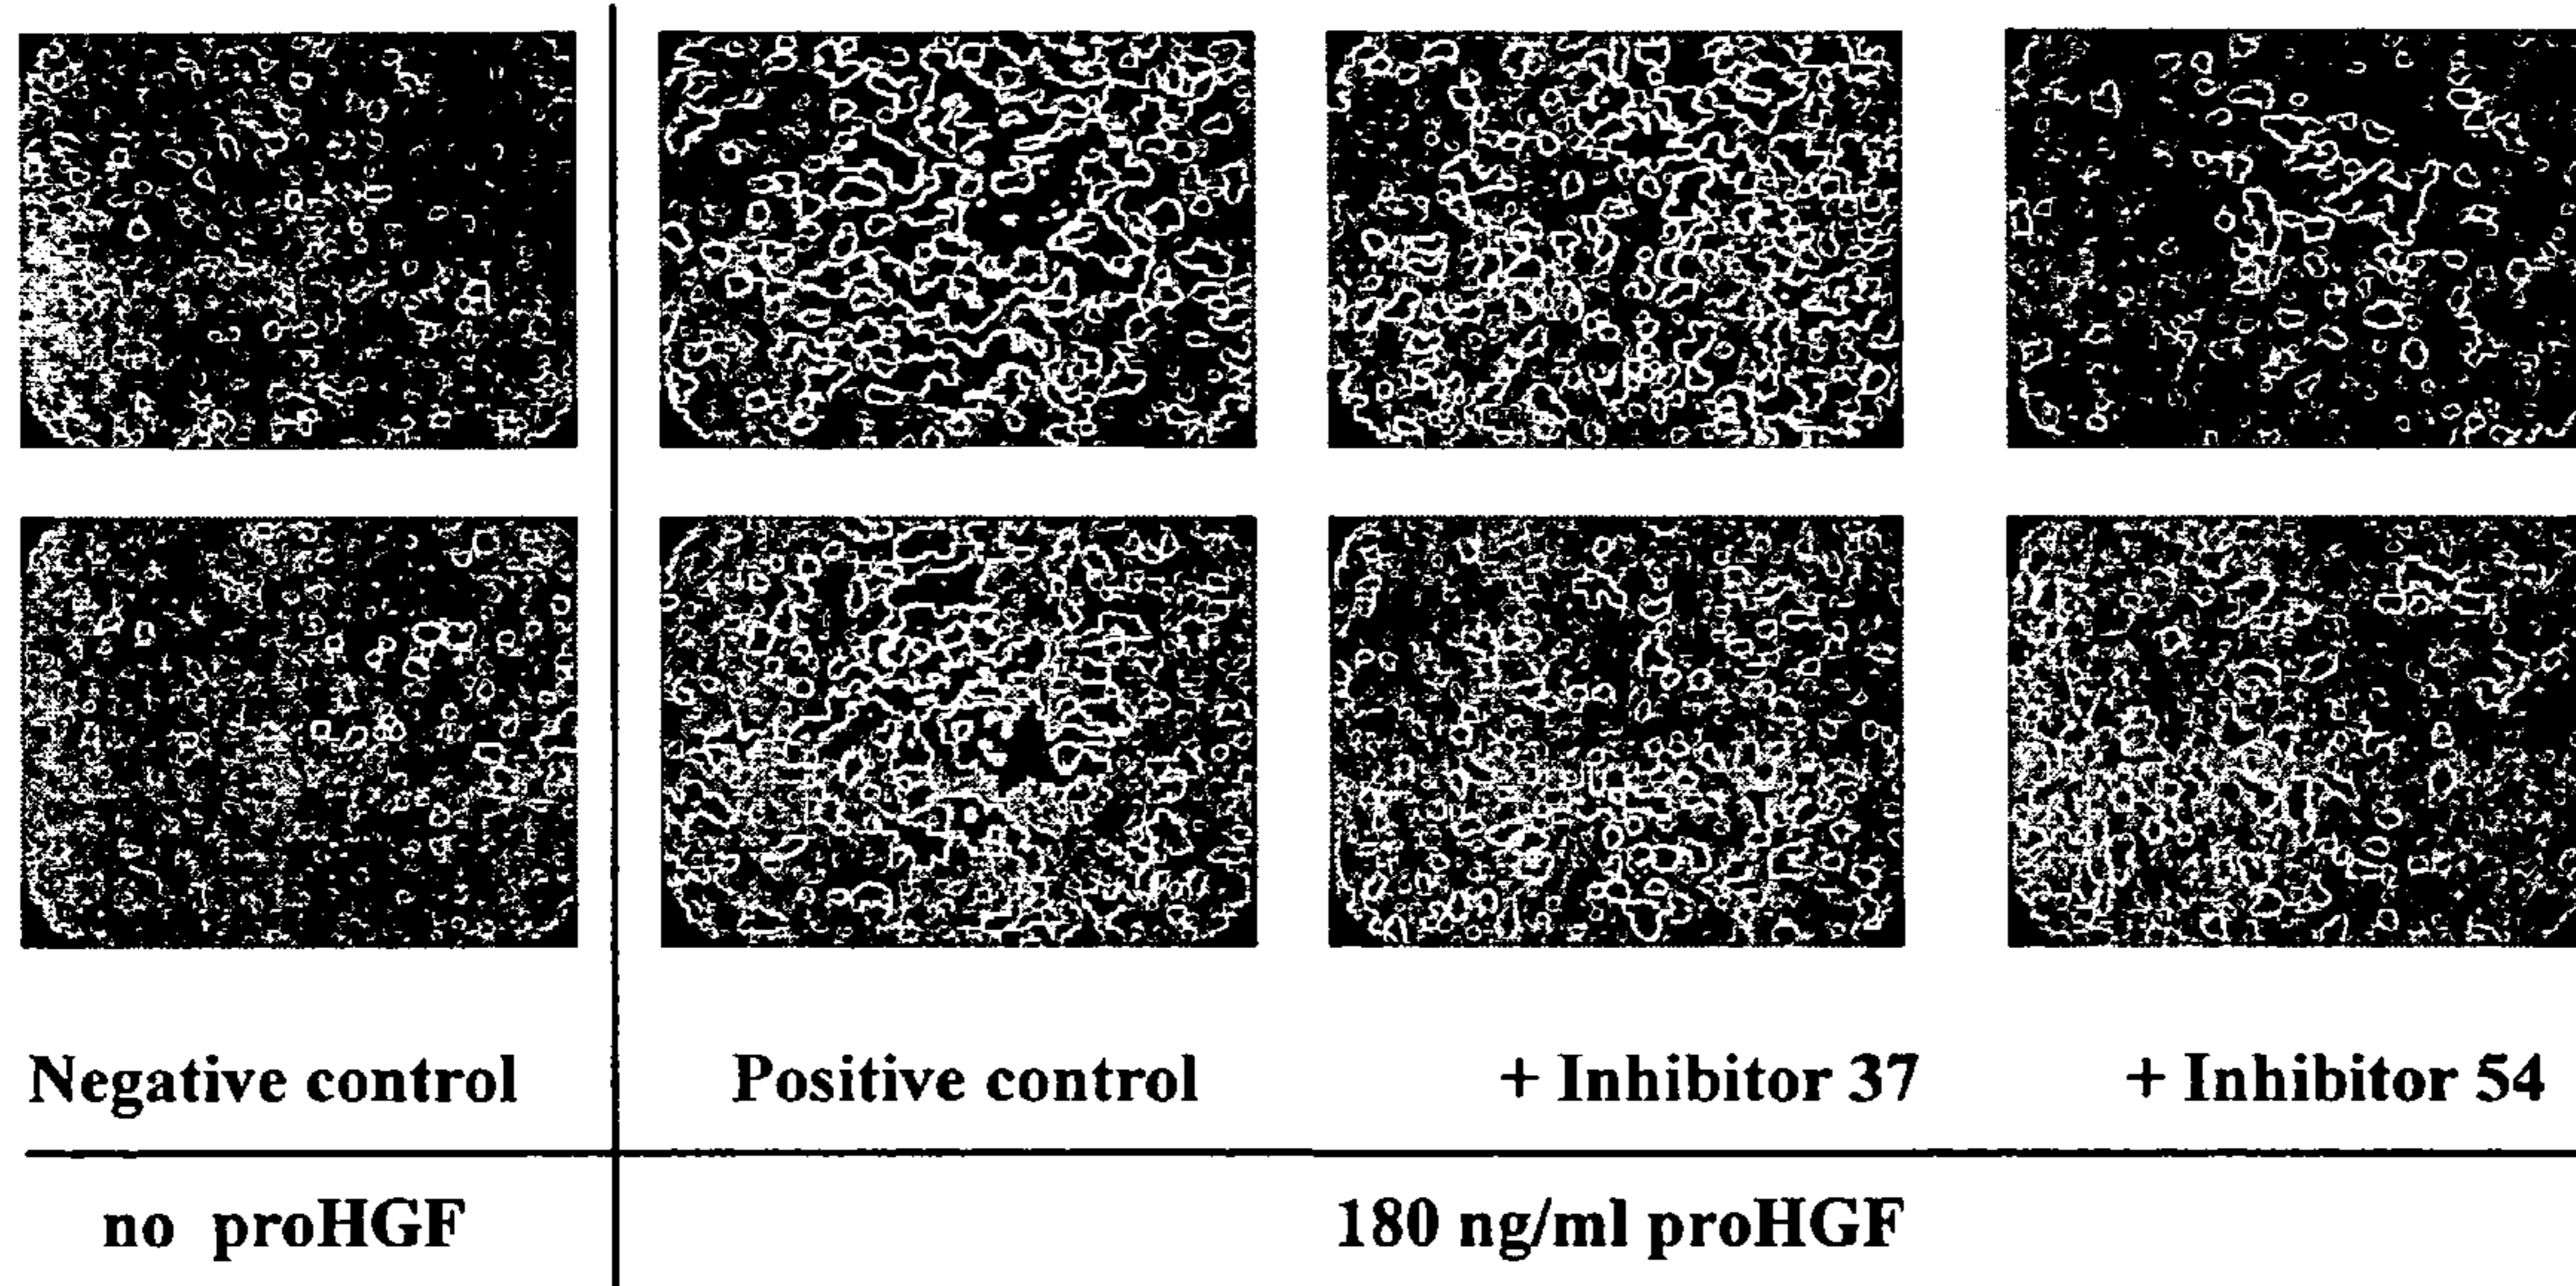 Negative control Positive control + Inhibitor 37 + Inhibitor 54
no proHGF 180 ng/ml proHGF